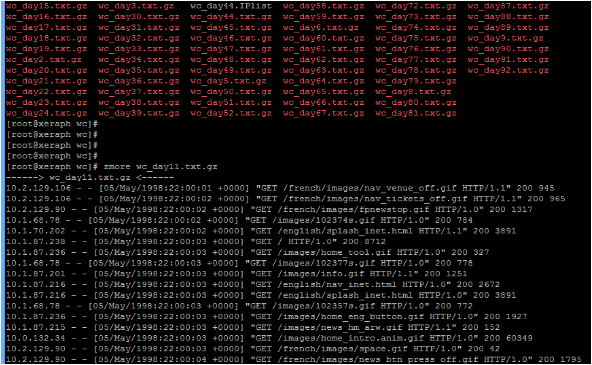 wc_day15.txt.gz wc_day3.txt.gz wc_day44.IPlist wc_day58.txt.gz wc_day72.txt.gz wc_day87.txt.gz
wc_day16.txt.gz wc_day30.txt.gz wc_day44.txt.gz wc_day59.txt.gz wc_day73.txt.gz wc_day88.txt.gz
wc_day17.txt.gz wc_day31.txt.gz wc_day45.txt.gz wc_day6.txt.gz wc_day74.txt.gz wc_day89.txt.gz
wc_day18.txt.gz wc_day32.txt.gz wc_day46.txt.gz wc_day60.txt.gz wc_day75.txt.gz wc_day9.txt.gz
wc_day19.txt.gz wc_day33.txt.gz wc_day47.txt.gz wc_day61.txt.gz wc_day76.txt.gz wc_day90.txt.gz
wc_day2.txt.gz wc_day34.txt.gz wc_day48.txt.gz wc_day62.txt.gz wc_day77.txt.gz wc_day91.txt.gz
wc_day20.txt.gz wc_day35.txt.gz wc_day49.txt.gz wc_day63.txt.gz wc_day78.txt.gz wc_day92.txt.gz
wc_day21.txt.gz wc_day36.txt.gz wc_day5.txt.gz wc_day64.txt.gz wc_day79.txt.gz
wc_day22.txt.gz wc_day37.txt.gz wc_day50.txt.gz wc_day65.txt.gz wc_day8.txt.gz
wc_day23.txt.gz wc_day38.txt.gz wc_day51.txt.gz wc_day66.txt.gz wc_day80.txt.gz
wc_day24.txt.gz wc_day39.txt.gz wc_day52.txt.gz wc_day67.txt.gz wc_day81.txt.gz
[root@xeraph wc]#
[root@xeraph wc]#
[root@xeraph wc]#
[root@xeraph wc]# zmore wc_day11.txt.gz
------> wc_day11.txt.gz <------
10.2.129.106 - - [05/May/1998:22:00:01 +0000] "GET /french/images/nav_venue_off.gif HTTP/1.1" 200 945
10.2.129.106 - - [05/May/1998:22:00:02 +0000] "GET /french/images/nav_tickets_off.gif HTTP/1.1" 200 965
10.2.129.90 - - [05/May/1998:22:00:02 +0000] "GET /french/images/fpnewstop.gif HTTP/1.0" 200 1317
10.1.68.78 - - [05/May/1998:22:00:02 +0000] "GET /images/102374s.gif HTTP/1.0" 200 784
10.1.70.202 - - [05/May/1998:22:00:02 +0000] "GET /english/splash_inet.html HTTP/1.1" 200 3891
10.1.87.238 - - [05/May/1998:22:00:03 +0000] "GET / HTTP/1.0" 200 8712
10.1.87.236 - - [05/May/1998:22:00:03 +0000] "GET /images/home_tool.gif HTTP/1.0" 200 327
10.1.68.78 - - [05/May/1998:22:00:03 +0000] "GET /images/102377s.gif HTTP/1.0" 200 778
10.1.87.201 - - [05/May/1998:22:00:03 +0000] "GET /images/info.gif HTTP/1.1" 200 1251
10.1.87.216 - - [05/May/1998:22:00:03 +0000] "GET /english/nav_inet.html HTTP/1.0" 200 2672
10.1.87.216 - - [05/May/1998:22:00:03 +0000] "GET /english/splash_inet.html HTTP/1.0" 200 3891
10.1.68.78 - - [05/May/1998:22:00:03 +0000] "GET /images/102357s.gif HTTP/1.0" 200 772
10.1.87.236 - - [05/May/1998:22:00:03 +0000] "GET /images/home_eng_button.gif HTTP/1.0" 200 1927
10.1.87.215 - - [05/May/1998:22:00:03 +0000] "GET /images/news_hm_arw.gif HTTP/1.1" 200 152
10.0.132.34 - - [05/May/1998:22:00:03 +0000] "GET /images/home_intro.anim.gif HTTP/1.0" 200 60349
10.2.129.90 - - [05/May/1998:22:00:03 +0000] "GET /french/images/space.gif HTTP/1.0" 200 42
10.2.129.90 - - [05/May/1998:22:00:04 +0000] "GET /french/images/news_btn_press_off.gif HTTP/1.0" 200 1795